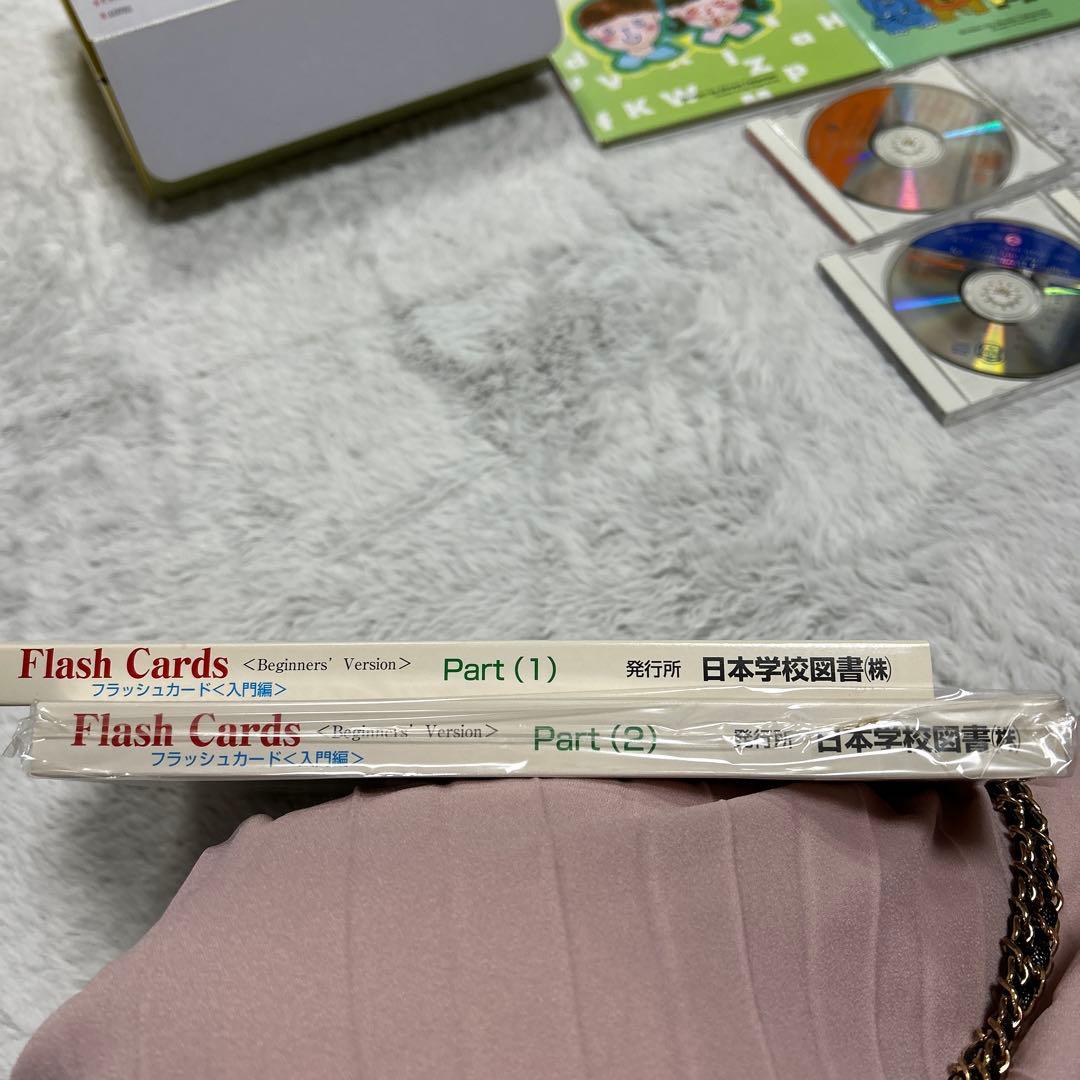 Flash Cards <Beginners' Version> Part (1) 発行所 日本学校図書㈱
フラッシュカード<入門編>
Flash Cards <Beginners' Version> Part (2) 発行所 日本学校図書㈱
フラッシュカード<入門編>